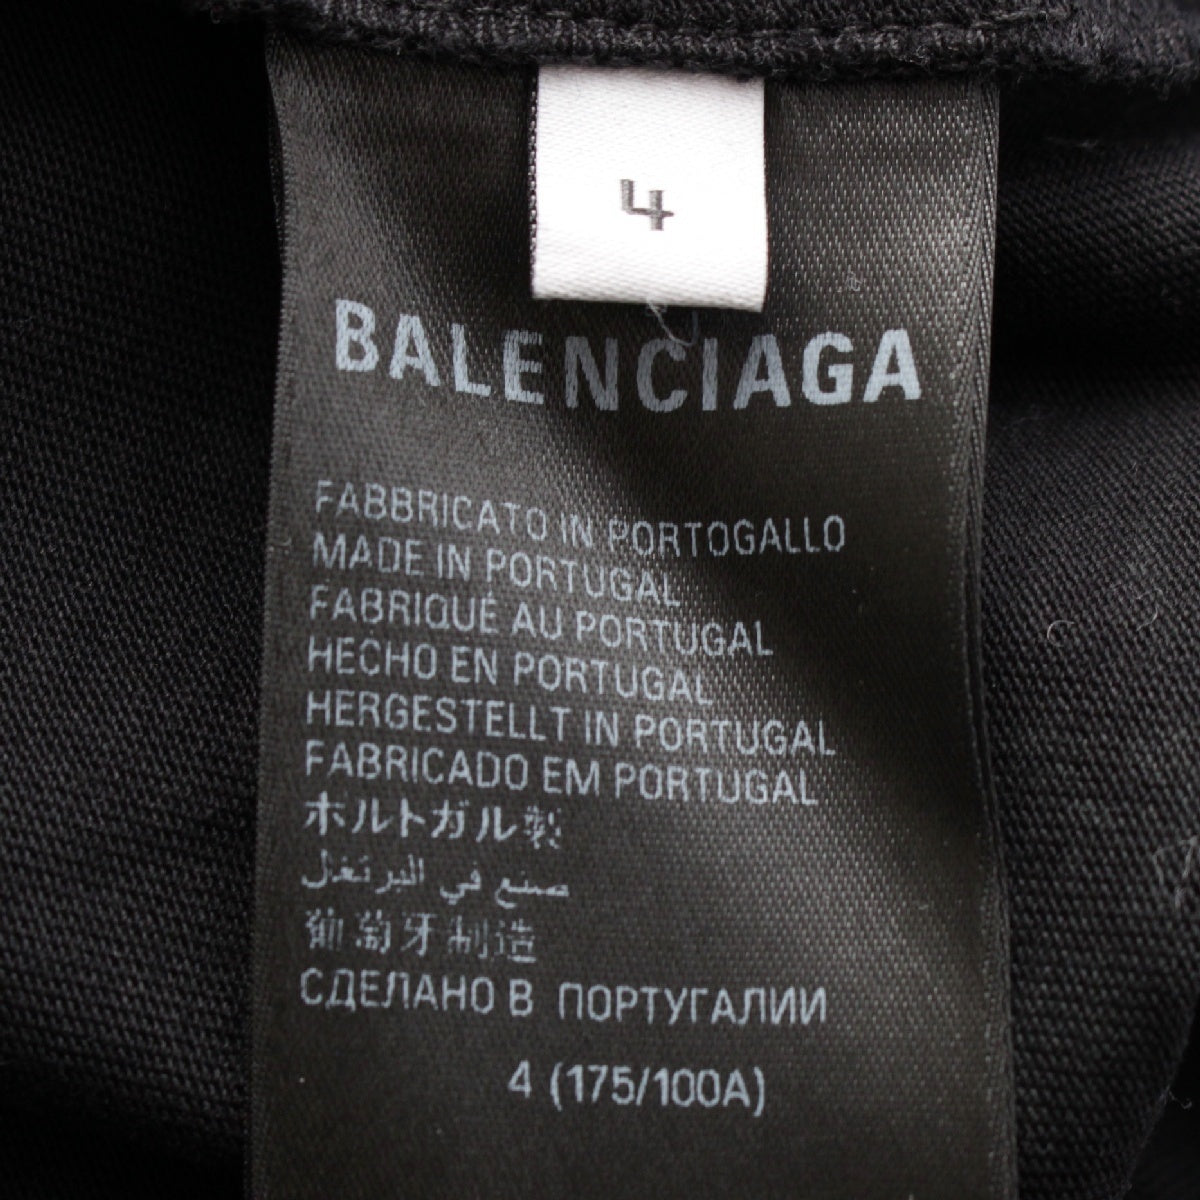 4
BALENCIAGA
FABBRICATO IN PORTOGALLO
MADE IN PORTUGAL
FABRIQUÉ AU PORTUGAL
HECHO EN PORTUGAL
HERGESTELLT IN PORTUGAL
FABRICADO EM PORTUGAL
ホルトガル製
صنع في البرتغال
葡萄牙制造
СДЕЛАНО В ПОРТУГАЛИИ
4 (175/100A)